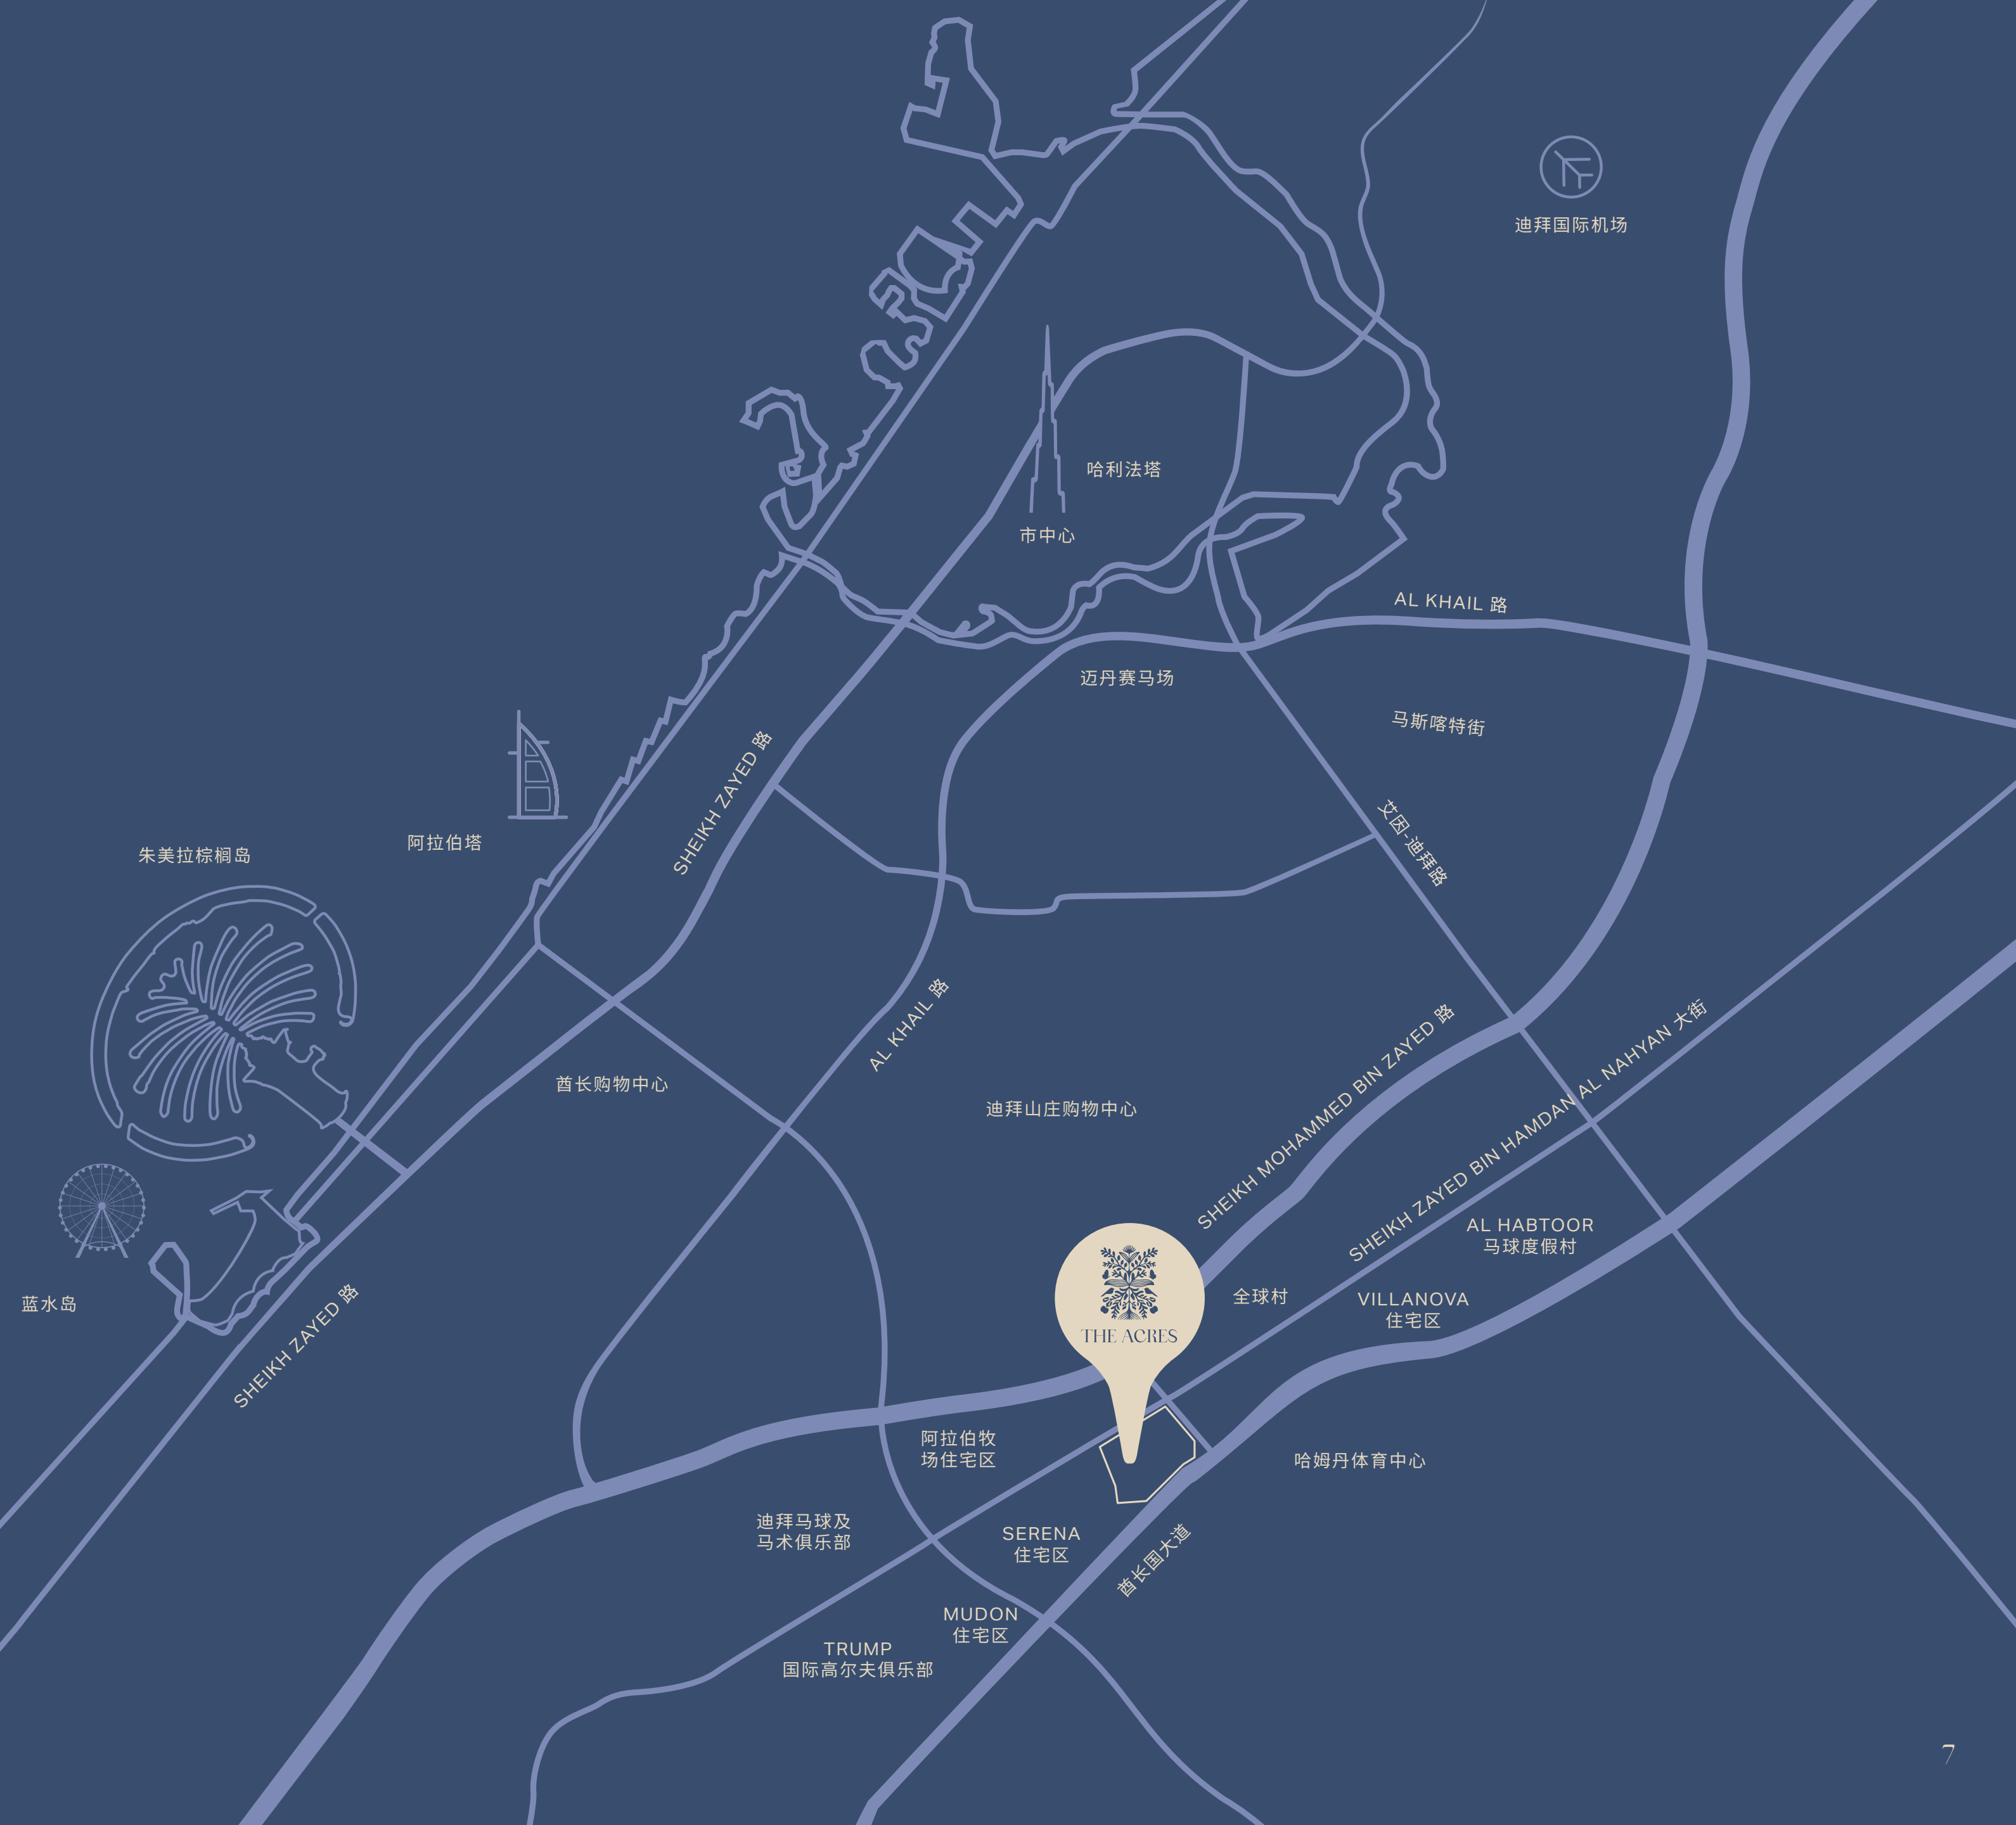 迪拜国际机场
哈利法塔
市中心
AL KHAIL 路
迈丹赛马场
马斯喀特街
SHEIKH ZAYED 路
艾因-迪拜路
阿拉伯塔
朱美拉棕榈岛
AL KHAIL 路
SHEIKH MOHAMMED BIN ZAYED 路
SHEIKH ZAYED BIN HAMDAN AL NAHYAN 大街
酋长购物中心
迪拜山庄购物中心
AL HABTOOR
马球度假村
蓝水岛
SHEIKH ZAYED 路
THE ACRES
全球村
VILLANOVA
住宅区
阿拉伯牧
场住宅区
哈姆丹体育中心
迪拜马球及
马术俱乐部
SERENA
住宅区
酋长国大道
MUDON
住宅区
TRUMP
国际高尔夫俱乐部
7